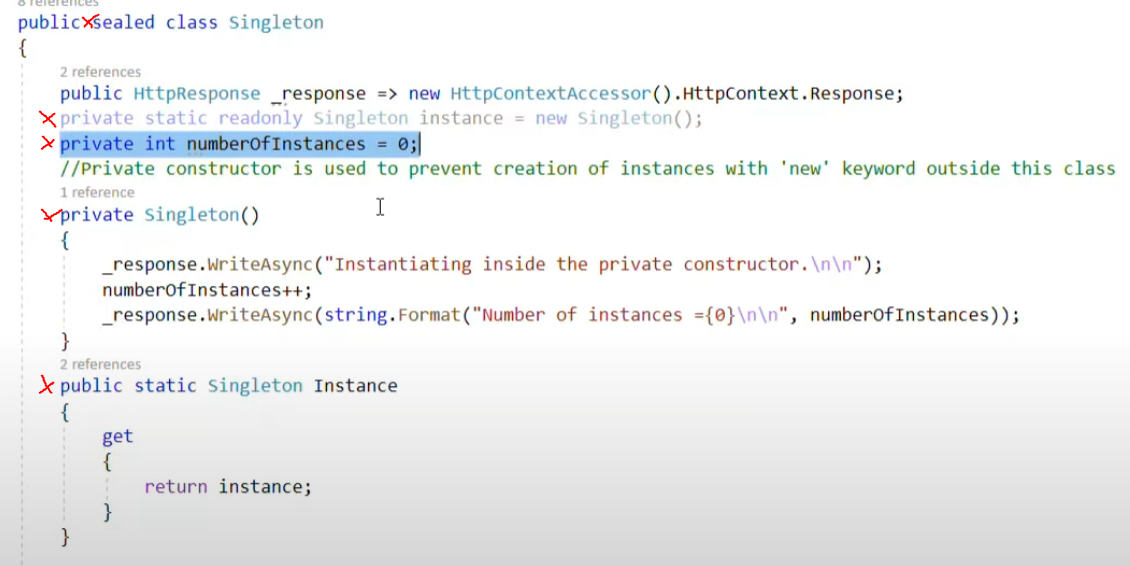 8 references
public sealed class Singleton
{
2 references
public HttpResponse _response => new HttpContextAccessor().HttpContext.Response;
private static readonly Singleton instance = new Singleton();
private int numberOfInstances = 0;
//Private constructor is used to prevent creation of instances with 'new' keyword outside this class
1 reference
private Singleton()
{
_response.WriteAsync("Instantiating inside the private constructor.\n\n");
numberOfInstances++;
_response.WriteAsync(string.Format("Number of instances ={0}\n\n", numberOfInstances));
}
2 references
public static Singleton Instance
{
get
{
return instance;
}
}